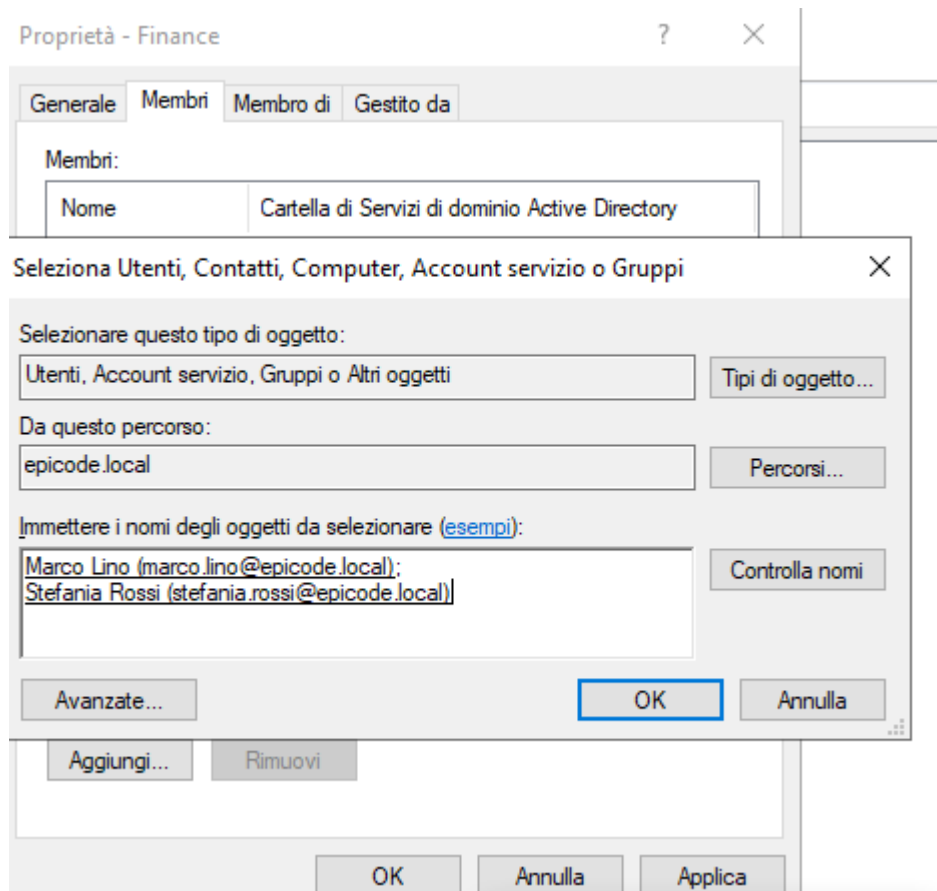 Proprietà - Finance
Generale Membri Membro di Gestito da
Membri:
Nome Cartella di Servizi di dominio Active Directory
Seleziona Utenti, Contatti, Computer, Account servizio o Gruppi
Selezionare questo tipo di oggetto:
Utenti, Account servizio, Gruppi o Altri oggetti Tipi di oggetto...
Da questo percorso:
epicode.local Percorsi...
Immettere i nomi degli oggetti da selezionare (esempi):
Marco Lino (marco.lino@epicode.local); Controlla nomi
Stefania Rossi (stefania.rossi@epicode.local)
Avanzate... OK Annulla
Aggiungi... Rimuovi
OK Annulla Applica